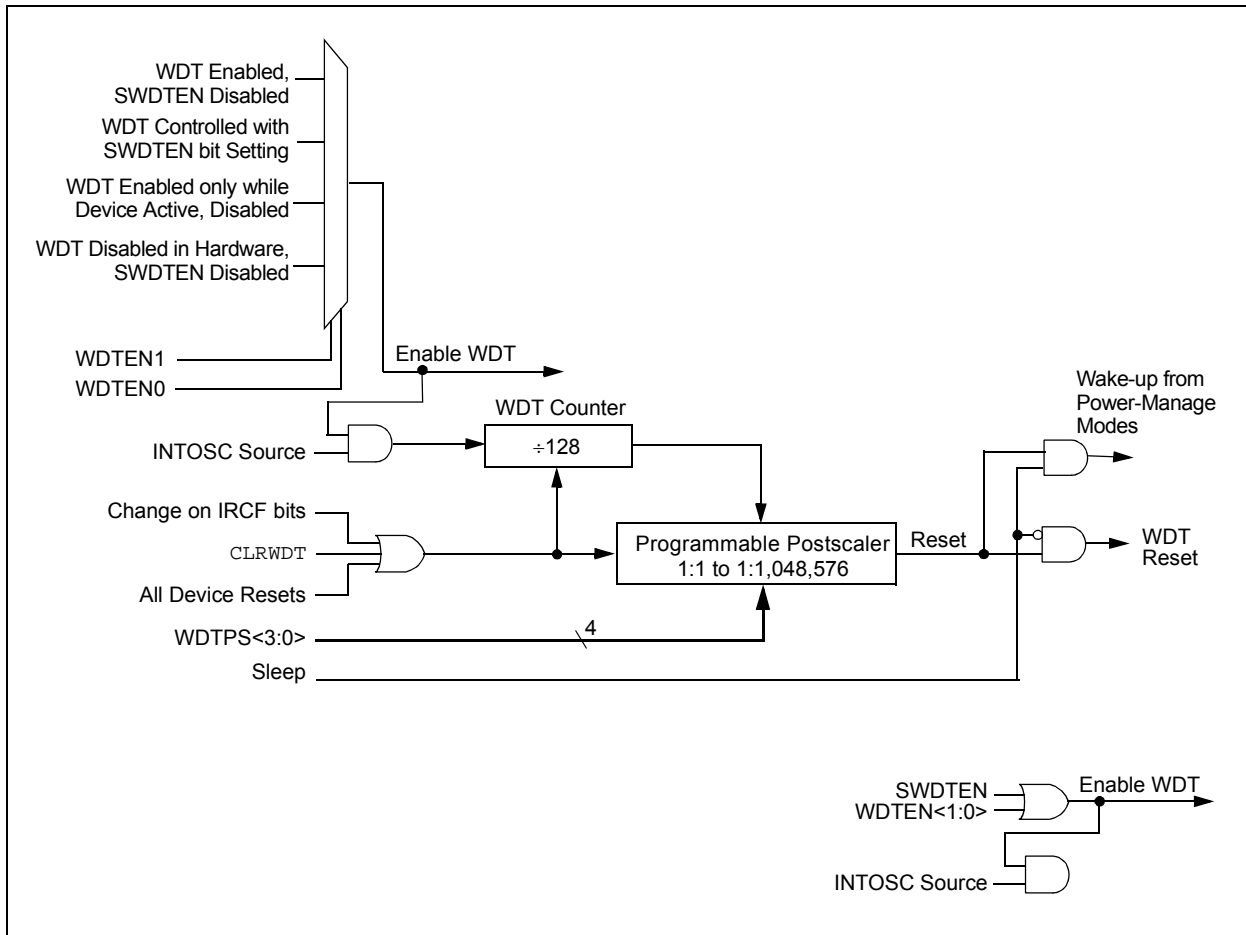 WDT Enabled,
SWDTEN Disabled
WDT Controlled with
SWDTEN bit Setting
WDT Enabled only while
Device Active, Disabled
WDT Disabled in Hardware,
SWDTEN Disabled
WDTEN1
WDTEN0
Enable WDT
WDT Counter
÷128
INTOSC Source
Wake-up from
Power-Manage
Modes
Change on IRCF bits
CLRWDT
All Device Resets
Programmable Postscaler
1:1 to 1:1,048,576
Reset
WDT
Reset
WDTPS<3:0>
4
Sleep
SWDTEN
WDTEN<1:0>
Enable WDT
INTOSC Source